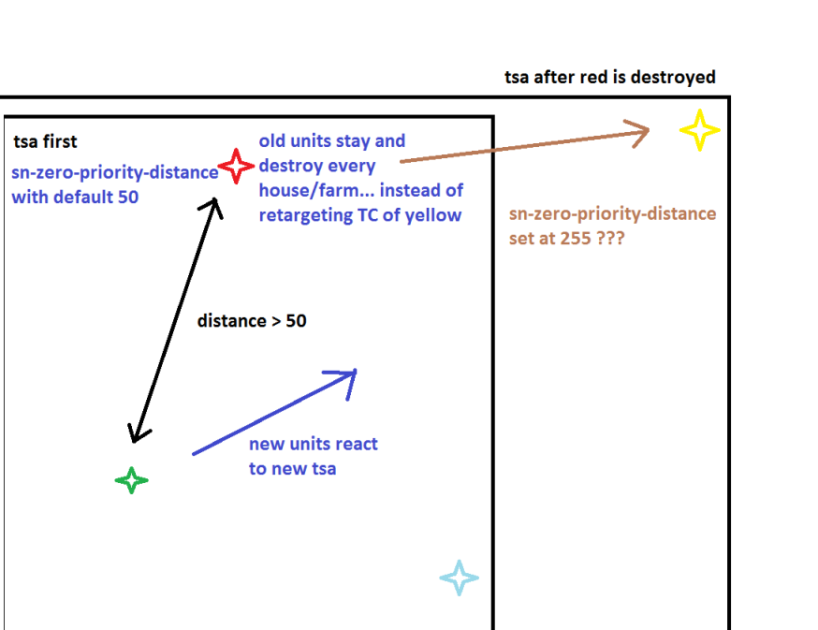 tsa after red is destroyed
tsa first
sn-zero-priority-distance
with default 50
old units stay and
destroy every
house/farm... instead of
retargeting TC of yellow
sn-zero-priority-distance
set at 255 ???
distance > 50
new units react
to new tsa